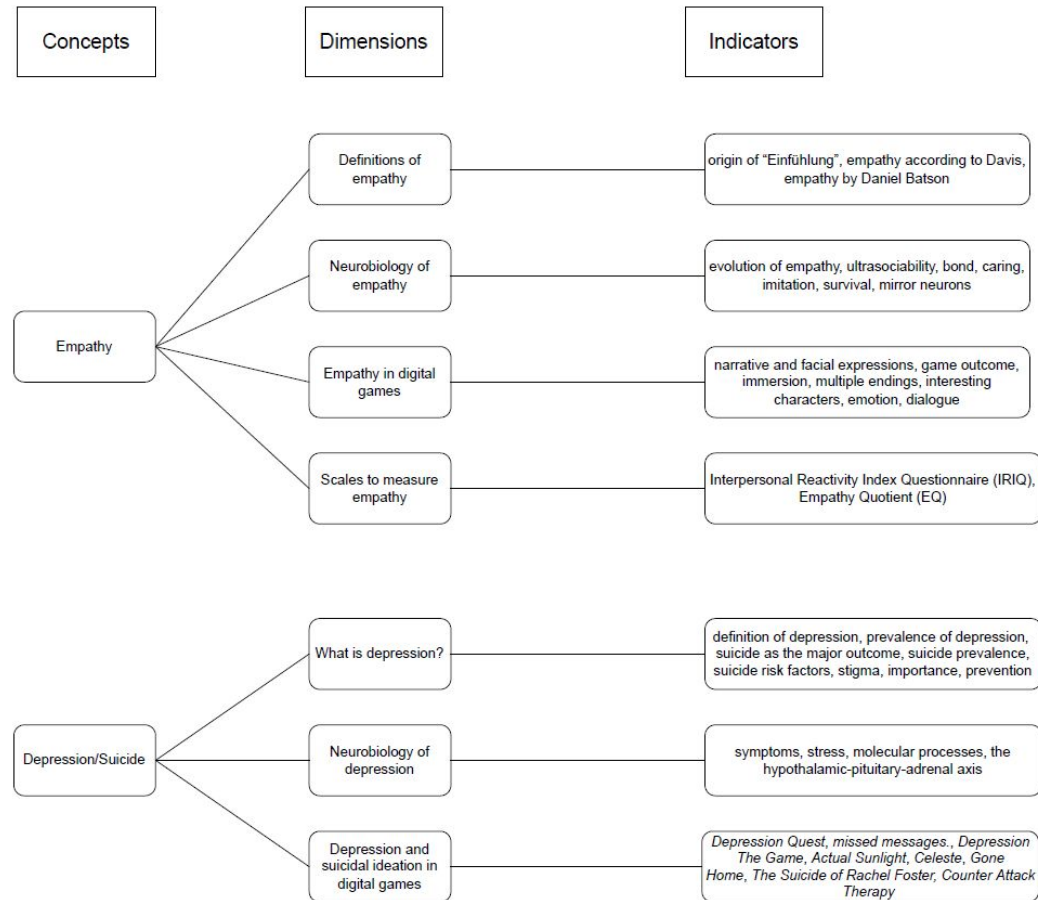 Concepts
Dimensions
Indicators
Definitions of
empathy
origin of “Einfühlung”, empathy according to Davis,
empathy by Daniel Batson
Neurobiology of
empathy
evolution of empathy, ultrasociability, bond, caring,
imitation, survival, mirror neurons
Empathy
Empathy in digital
games
narrative and facial expressions, game outcome,
immersion, multiple endings, interesting
characters, emotion, dialogue
Scales to measure
empathy
Interpersonal Reactivity Index Questionnaire (IRIQ),
Empathy Quotient (EQ)
What is depression?
definition of depression, prevalence of depression,
suicide as the major outcome, suicide prevalence,
suicide risk factors, stigma, importance, prevention
Depression/Suicide
Neurobiology of
depression
symptoms, stress, molecular processes, the
hypothalamic-pituitary-adrenal axis
Depression and
suicidal ideation in
digital games
Depression Quest, missed messages., Depression
The Game, Actual Sunlight, Celeste, Gone
Home, The Suicide of Rachel Foster, Counter Attack
Therapy